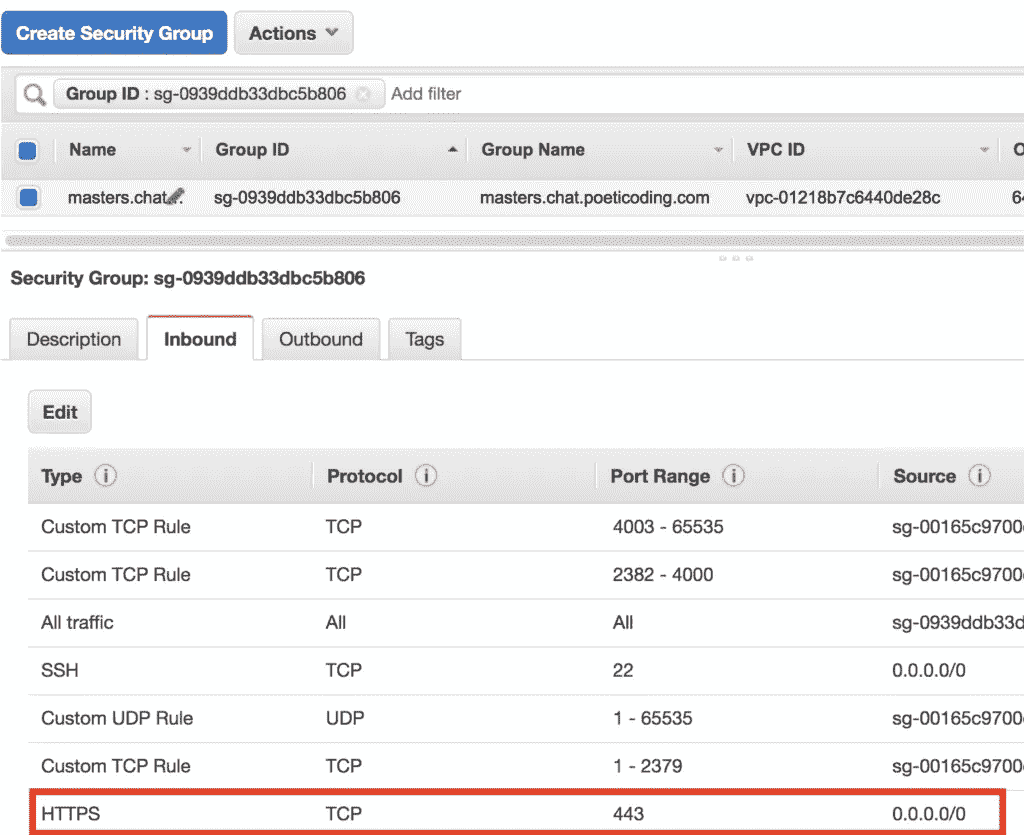 Create Security Group Actions
Group ID : sg-0939ddb33dbc5b806 Add filter
Name Group ID Group Name VPC ID O
masters.chat. sg-0939ddb33dbc5b806 masters.chat.poeticoding.com vpc-01218b7c6440de28c 64
Security Group: sg-0939ddb33dbc5b806
Description Inbound Outbound Tags
Edit
Type Protocol Port Range Source
Custom TCP Rule TCP 4003 - 65535 sg-00165c9700
Custom TCP Rule TCP 2382 - 4000 sg-00165c9700
All traffic All All sg-0939ddb33d
SSH TCP 22 0.0.0.0/0
Custom UDP Rule UDP 1 - 65535 sg-00165c9700
Custom TCP Rule TCP 1 - 2379 sg-00165c9700
HTTPS TCP 443 0.0.0.0/0